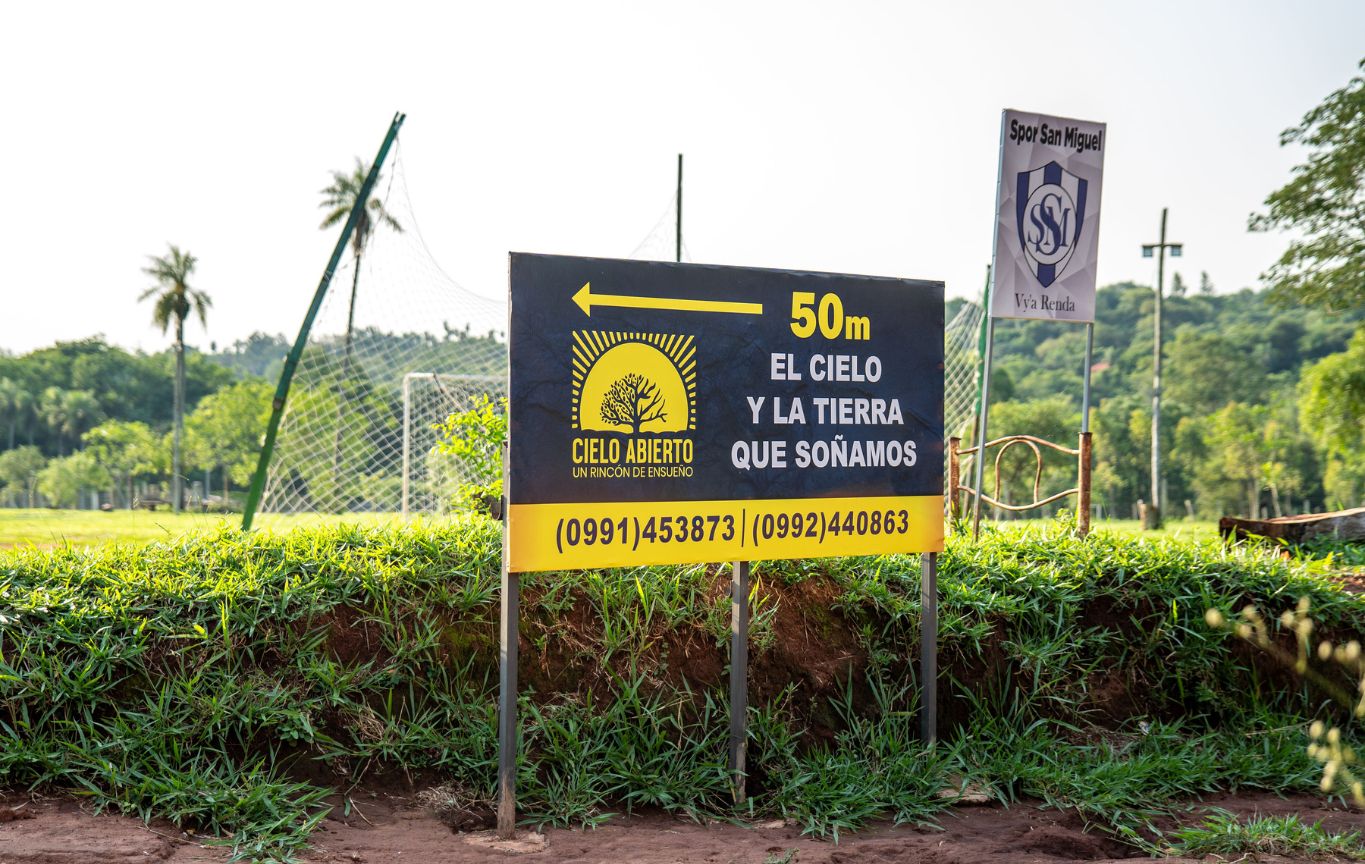 50m
EL CIELO
Y LA TIERRA
QUE SOÑAMOS
CIELO ABIERTO
UN RINCÓN DE ENSUEÑO
(0991)453873|(0992)440863
Spor San Miguel
SSM
Vy'a Renda